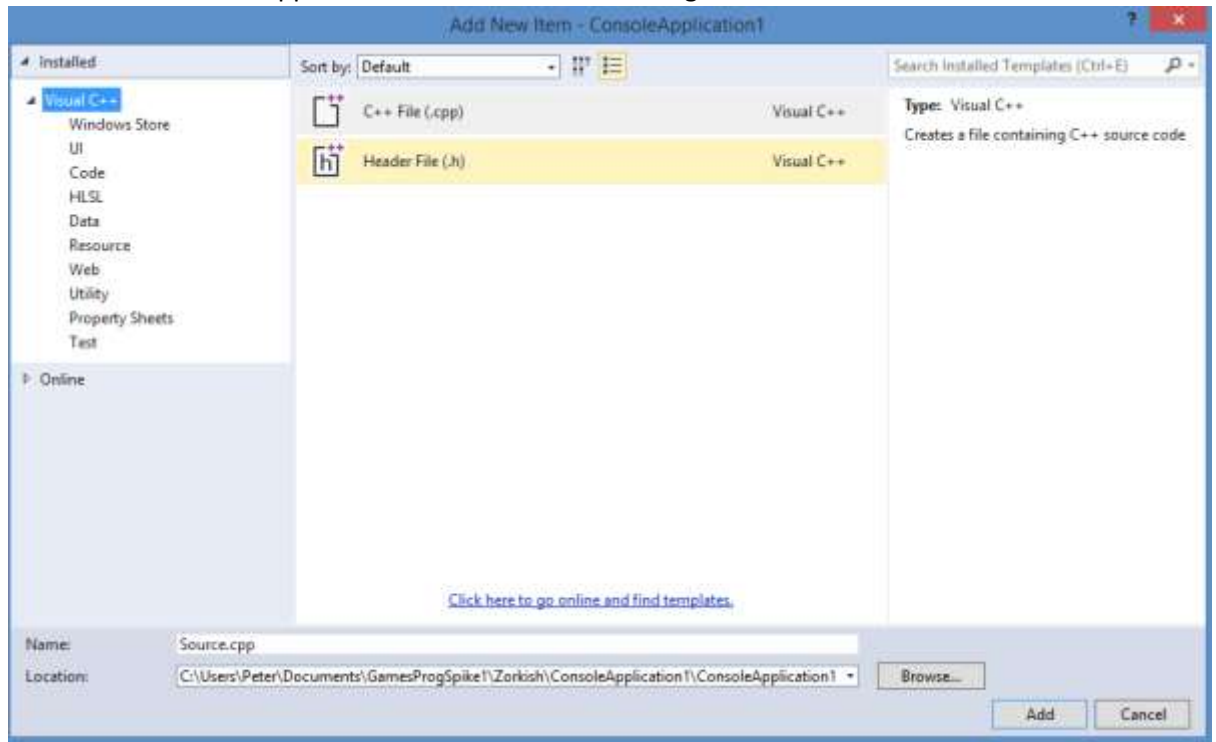 Add New Item - ConsoleApplication1
?
Installed
Sort by: Default
Search Installed Templates (Ctrl+E)
Visual C++
Windows Store
UI
Code
HLSL
Data
Resource
Web
Utility
Property Sheets
Test
Online
C++ File (.cpp) Visual C++
Header File (.h) Visual C++
Type: Visual C++
Creates a file containing C++ source code
Click here to go online and find templates.
Name: Source.cpp
Location: C:\Users\Peter\Documents\GamesProgSpike1\Zorkish\ConsoleApplication1\ConsoleApplication1
Browse...
Add Cancel